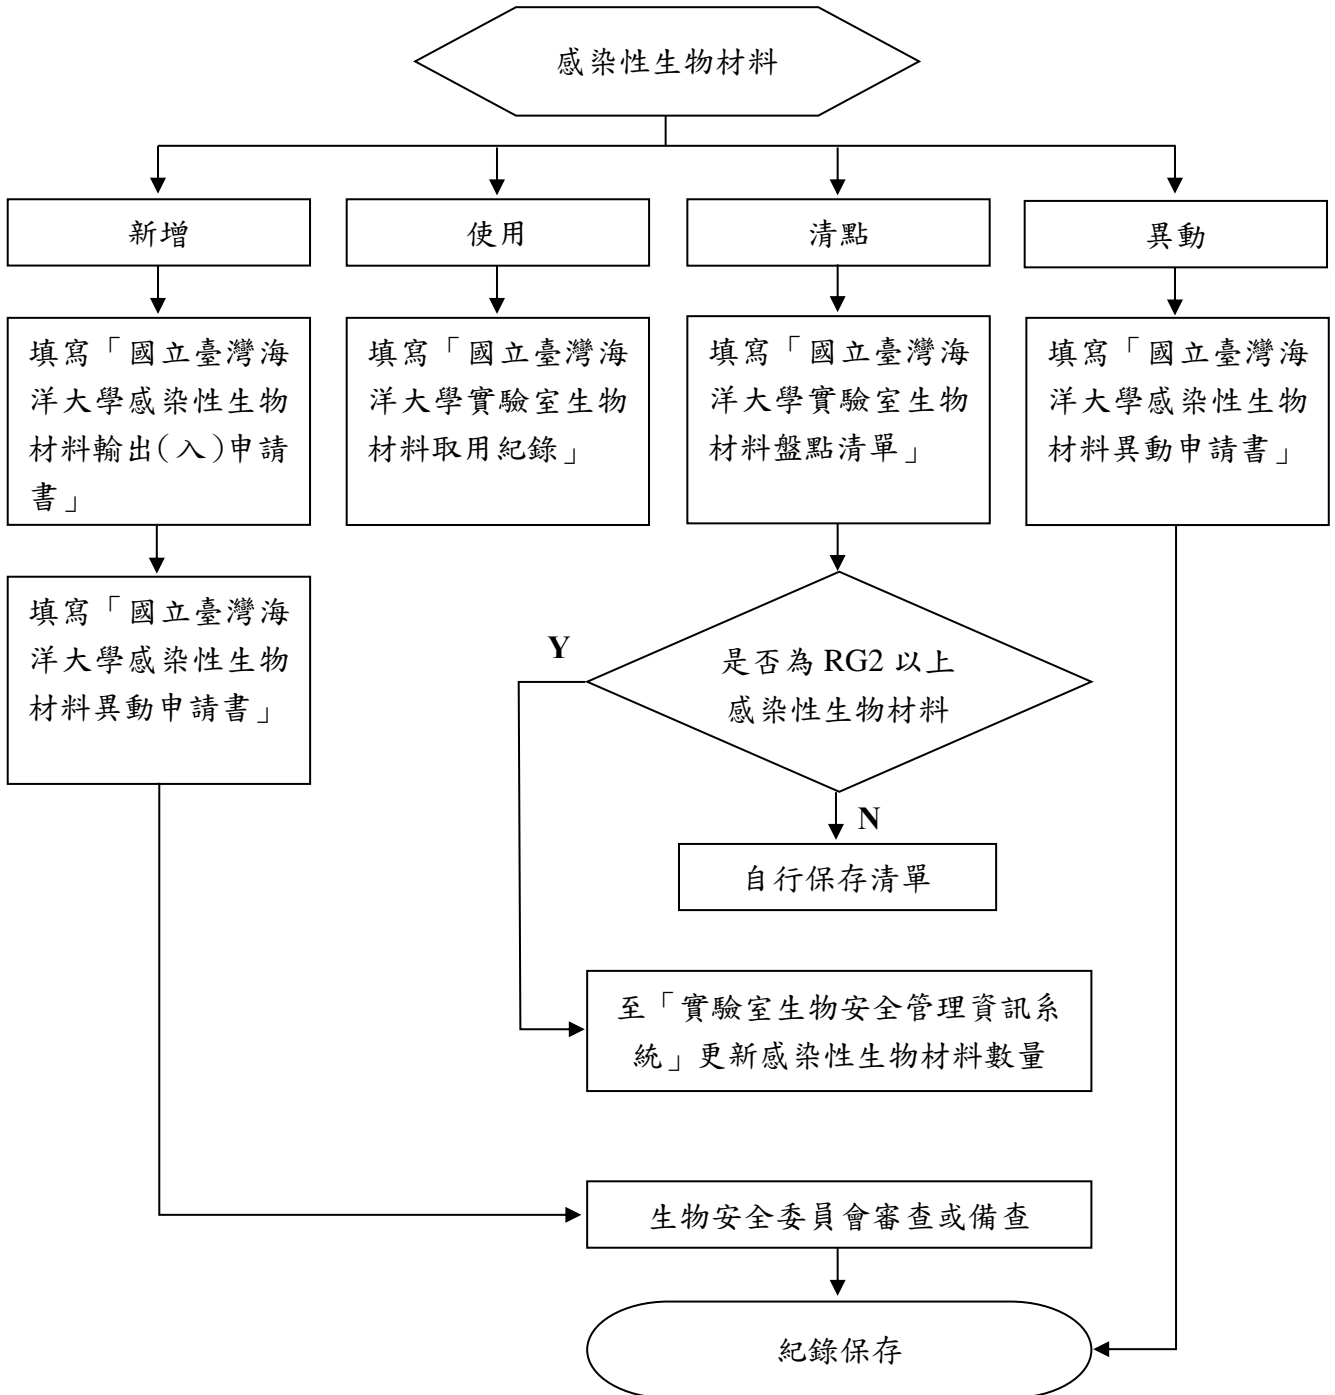 感染性生物材料
新增
使用
清點
異動
填寫「國立臺灣海
洋大學感染性生物
材料輸出(入)申請
書」
填寫「國立臺灣海
洋大學實驗室生物
材料取用紀錄」
填寫「國立臺灣海
洋大學實驗室生物
材料盤點清單」
填寫「國立臺灣海
洋大學感染性生物
材料異動申請書」
填寫「國立臺灣海
洋大學感染性生物
材料異動申請書」
Y
是否為 RG2 以上
感染性生物材料
N
自行保存清單
至「實驗室生物安全管理資訊系
統」更新感染性生物材料數量
生物安全委員會審查或備查
紀錄保存